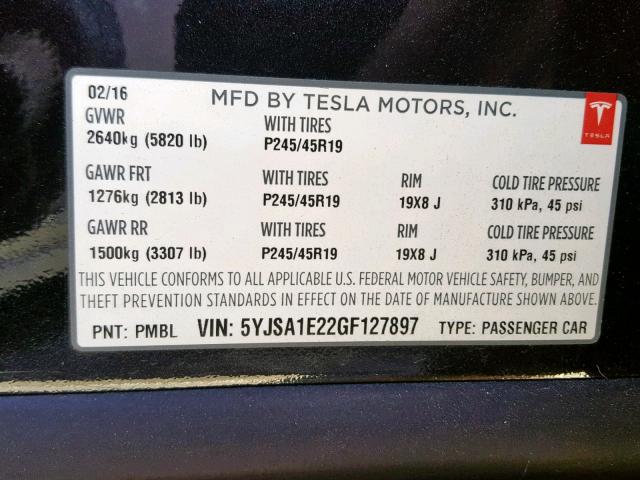 02/16 MFD BY TESLA MOTORS, INC.
TESLA
GVWR WITH TIRES
2640kg (5820 lb) P245/45R19
GAWR FRT WITH TIRES RIM COLD TIRE PRESSURE
1276kg (2813 lb) P245/45R19 19X8 J 310 kPa, 45 psi
GAWR RR WITH TIRES RIM COLD TIRE PRESSURE
1500kg (3307 lb) P245/45R19 19X8 J 310 kPa, 45 psi
THIS VEHICLE CONFORMS TO ALL APPLICABLE U.S. FEDERAL MOTOR VEHICLE SAFETY, BUMPER, AND
THEFT PREVENTION STANDARDS IN EFFECT ON THE DATE OF MANUFACTURE SHOWN ABOVE.
PNT: PMBL VIN: 5YJSA1E22GF127897 TYPE: PASSENGER CAR